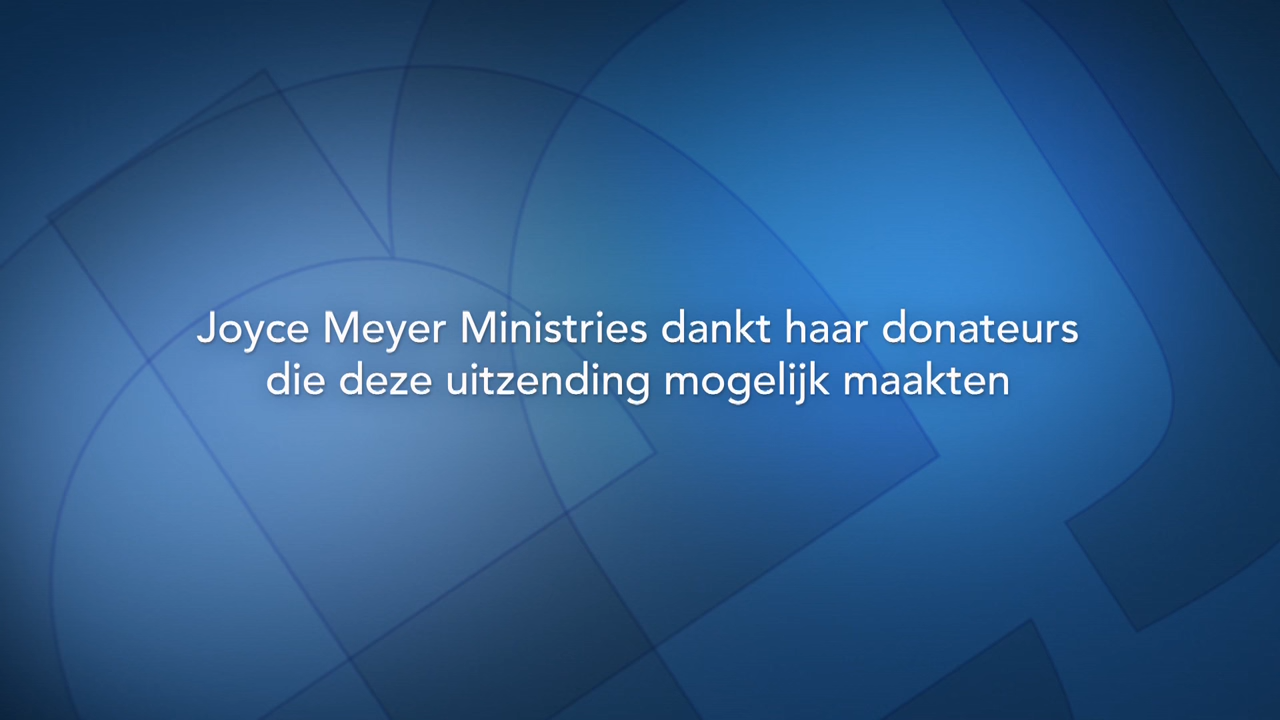 Joyce Meyer Ministries dankt haar donateurs
die deze uitzending mogelijk maakten